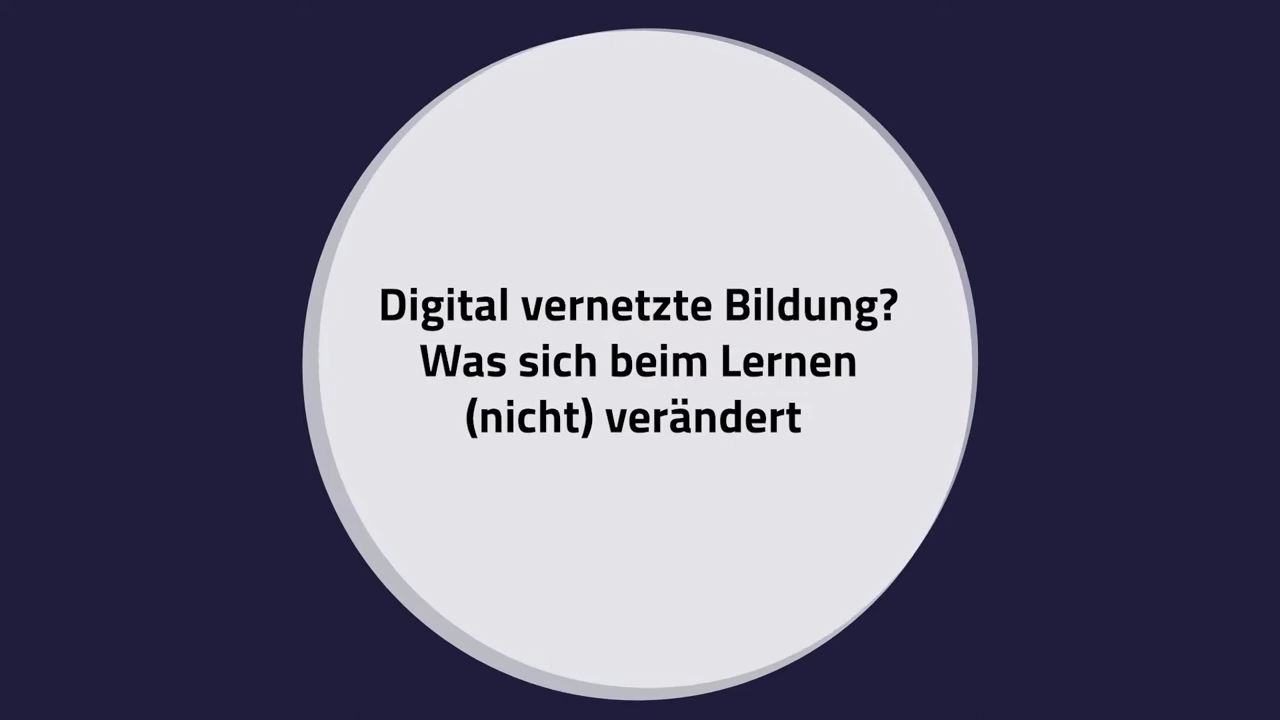 Digital vernetzte Bildung?
Was sich beim Lernen
(nicht) verändert